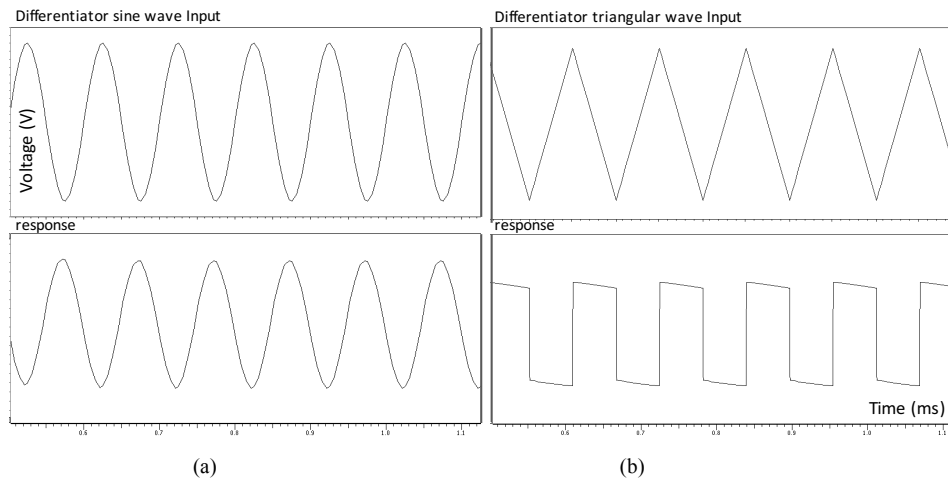 Differentiator sine wave Input
Voltage (V)
response
0.6 0.7 0.8 0.9 1.0 1.1
(a)
Differentiator triangular wave Input
response
Time (ms)
0.6 0.7 0.8 0.9 1.0 1.1
(b)